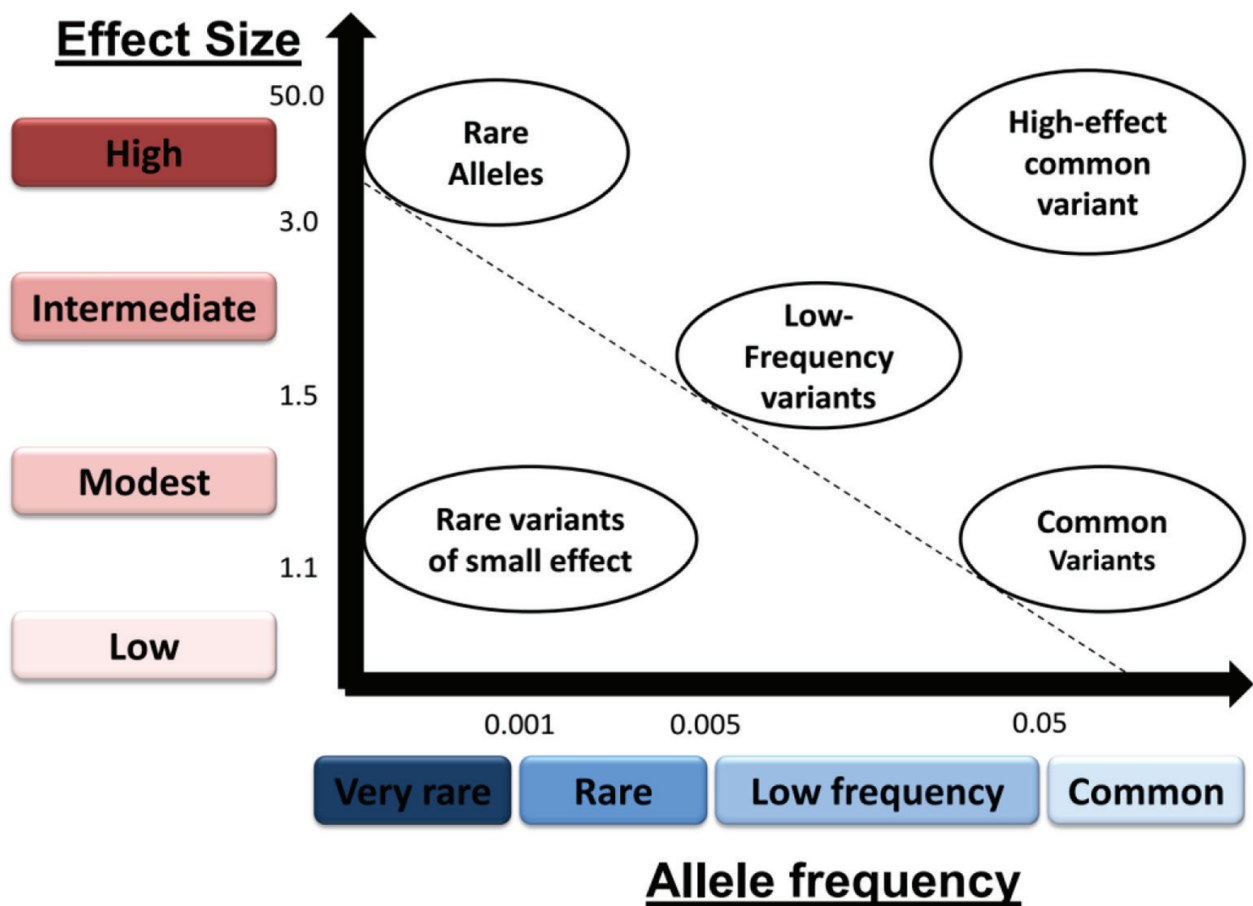 Effect Size
50.0
High
3.0
Intermediate
1.5
Modest
1.1
Low
Rare
Alleles
High-effect
common
variant
Low-
Frequency
variants
Rare variants
of small effect
Common
Variants
0.001
0.005
0.05
Very rare
Rare
Low frequency
Common
Allele frequency